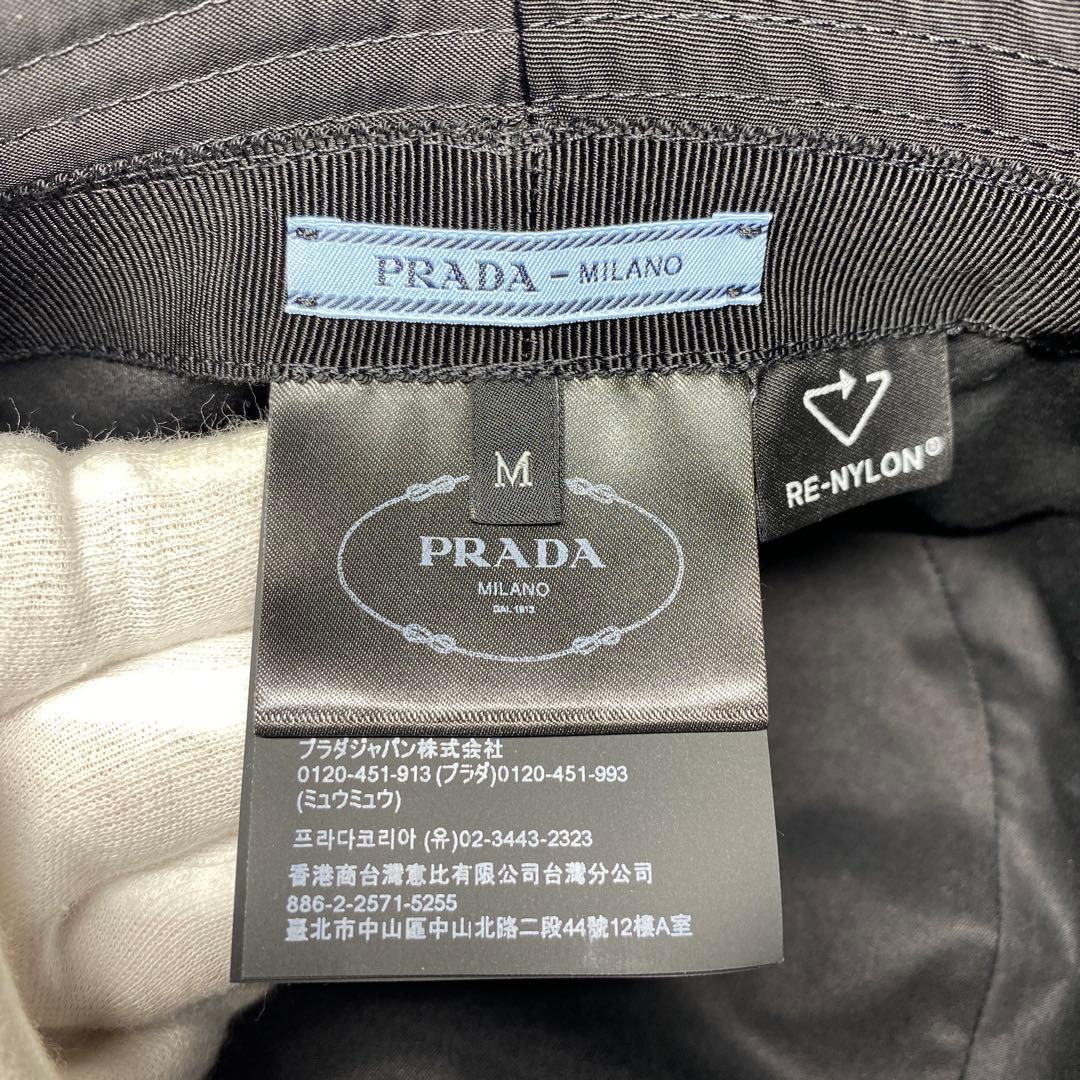 PRADA - MILANO
M
RE-NYLON®
PRADA
MILANO
DAL 1913
プラダジャパン株式会社
0120-451-913 (プラダ)0120-451-993
(ミュウミュウ)
프라다코리아 (유)02-3443-2323
香港商台灣惠比有限公司台灣分公司
886-2-2571-5255
臺北市中山區中山北路二段44號12樓A室